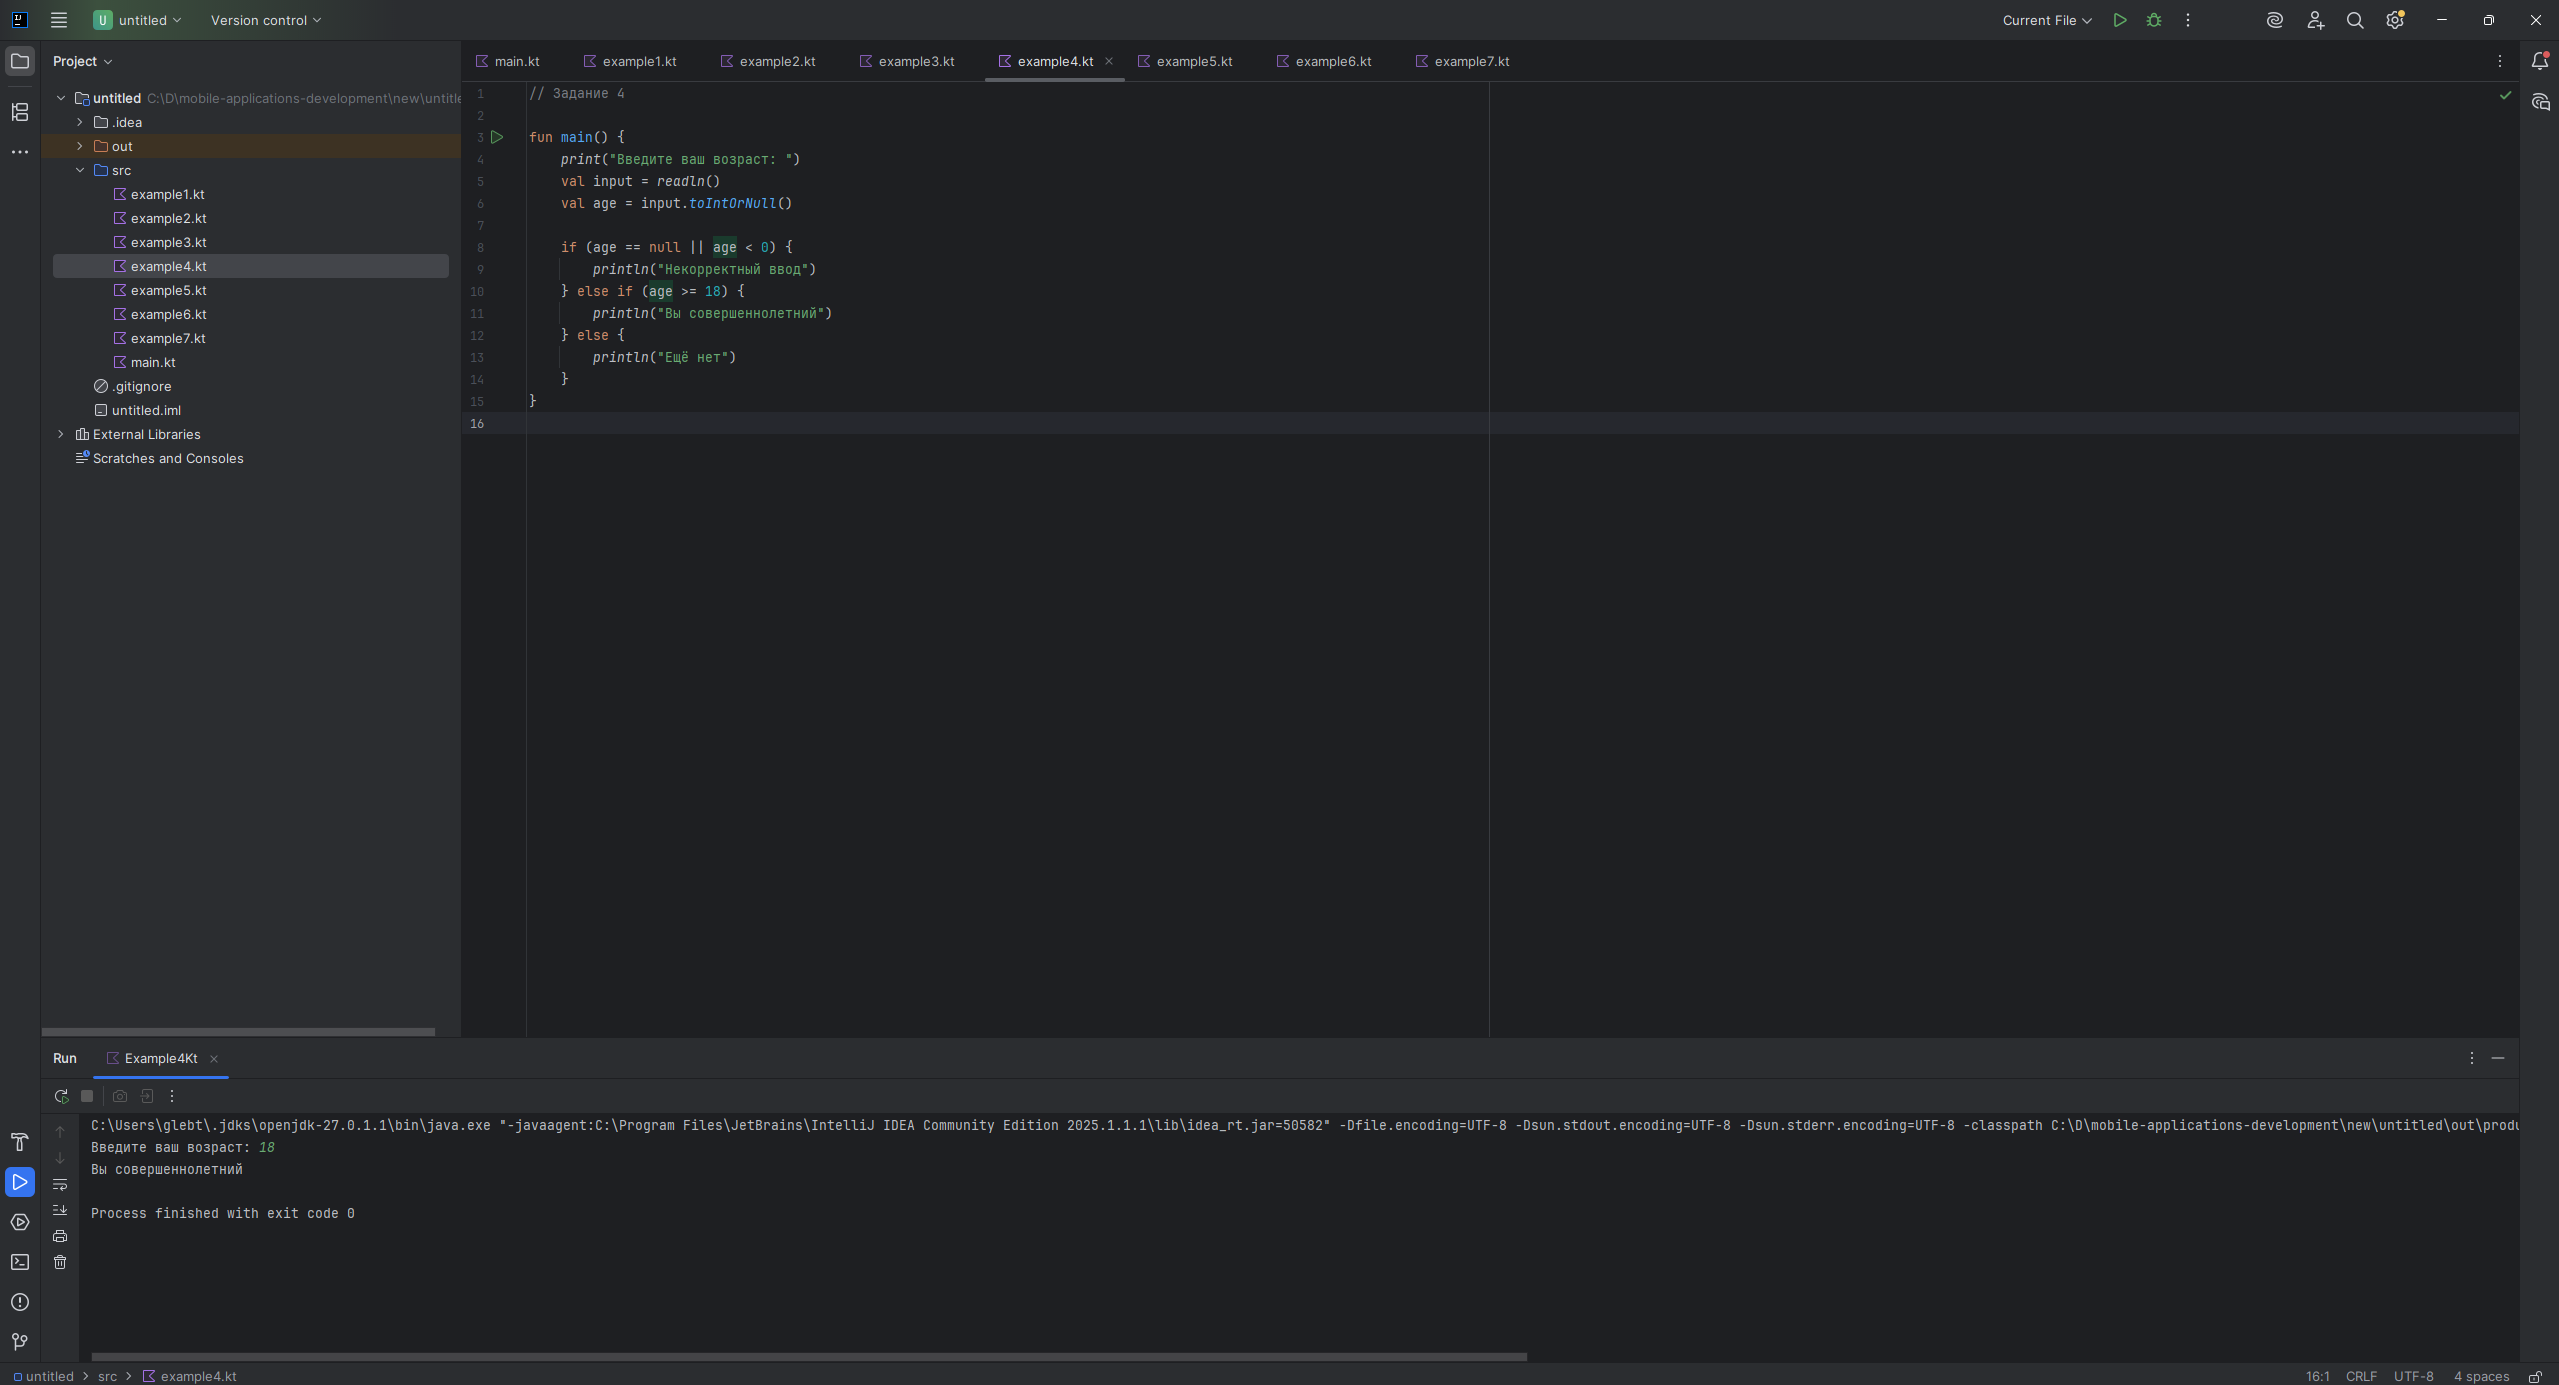 U untitled Version control Current File
Project
main.kt example1.kt example2.kt example3.kt example4.kt example5.kt example6.kt example7.kt
untitled C:\D\mobile-applications-development\new\untitle
.idea
out
src
example1.kt
example2.kt
example3.kt
example4.kt
example5.kt
example6.kt
example7.kt
main.kt
.gitignore
untitled.iml
External Libraries
Scratches and Consoles
1 // Задание 4
2
3 fun main() {
4 print("Введите ваш возраст: ")
5 val input = readln()
6 val age = input.toIntOrNull()
7
8 if (age == null || age < 0) {
9 println("Некорректный ввод")
10 } else if (age >= 18) {
11 println("Вы совершеннолетний")
12 } else {
13 println("Ещё нет")
14 }
15 }
16
Run Example4Kt
C:\Users\glebt\.jdks\openjdk-27.0.1.1\bin\java.exe "-javaagent:C:\Program Files\JetBrains\IntelliJ IDEA Community Edition 2025.1.1.1\lib\idea_rt.jar=50582" -Dfile.encoding=UTF-8 -Dsun.stdout.encoding=UTF-8 -Dsun.stderr.encoding=UTF-8 -classpath C:\D\mobile-applications-development\new\untitled\out\produ
Введите ваш возраст: 18
Вы совершеннолетний
Process finished with exit code 0
untitled src example4.kt 16:1 CRLF UTF-8 4 spaces